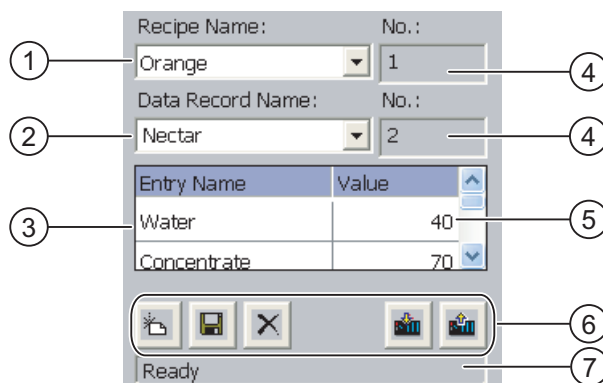 Recipe Name: No.:
1 Orange 1 4
Data Record Name: No.:
2 Nectar 2 4
Entry Name Value
3 Water 40 5
Concentrate 70
6
Ready 7